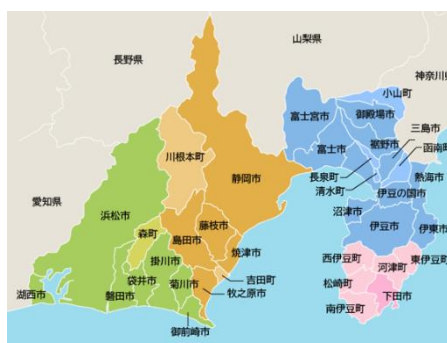 山梨県
長野県
神奈川県
小山町
御殿場市
富士宮市
三島市
裾野市
函南町
富士市
川根本町
長泉町
熱海市
静岡市
清水町
伊豆の国市
愛知県
浜松市
沼津市
藤枝市
伊豆市
伊東市
森町
島田市
焼津市
掛川市
西伊豆町
東伊豆町
河津町
吉田町
袋井市
菊川市
牧之原市
湖西市
磐田市
松崎町
下田市
南伊豆町
御前崎市